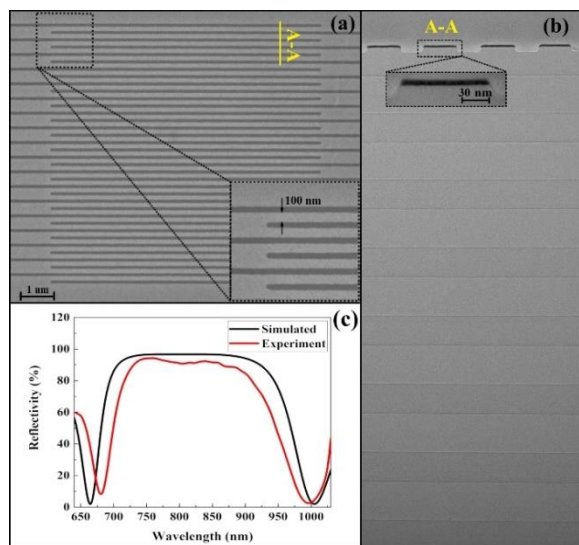 (a)
A-A
100 nm
1 nm
A-A
(b)
30 nm
(c)
120
100
80
60
40
20
0
Simulated
Experiment
Reflectivity (%)
650 700 750 800 850 900 950 1000
Wavelength (nm)